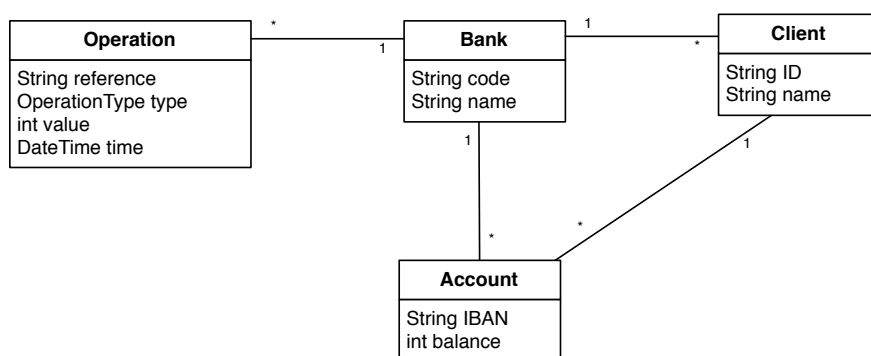 Operation
String reference
OperationType type
int value
DateTime time
*
1
Bank
String code
String name
1
*
Client
String ID
String name
1
*
1
*
Account
String IBAN
int balance